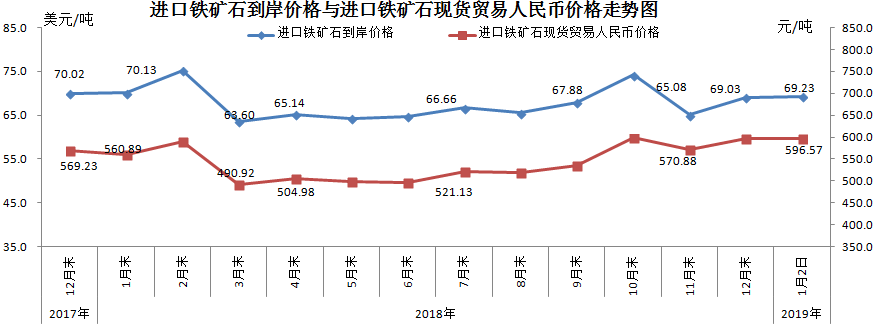 进口铁矿石到岸价格与进口铁矿石现货贸易人民币价格走势图
美元/吨
元/吨
进口铁矿石到岸价格
进口铁矿石现货贸易人民币价格
85.0
75.0
65.0
55.0
45.0
35.0
850.0
800.0
750.0
700.0
650.0
600.0
550.0
500.0
450.0
400.0
350.0
70.02
70.13
63.60
65.14
66.66
67.88
65.08
69.03
69.23
569.23
560.89
490.92
504.98
521.13
570.88
596.57
12月末
1月末
2月末
3月末
4月末
5月末
6月末
7月末
8月末
9月末
10月末
11月末
12月末
1月2日
2017年
2018年
2019年